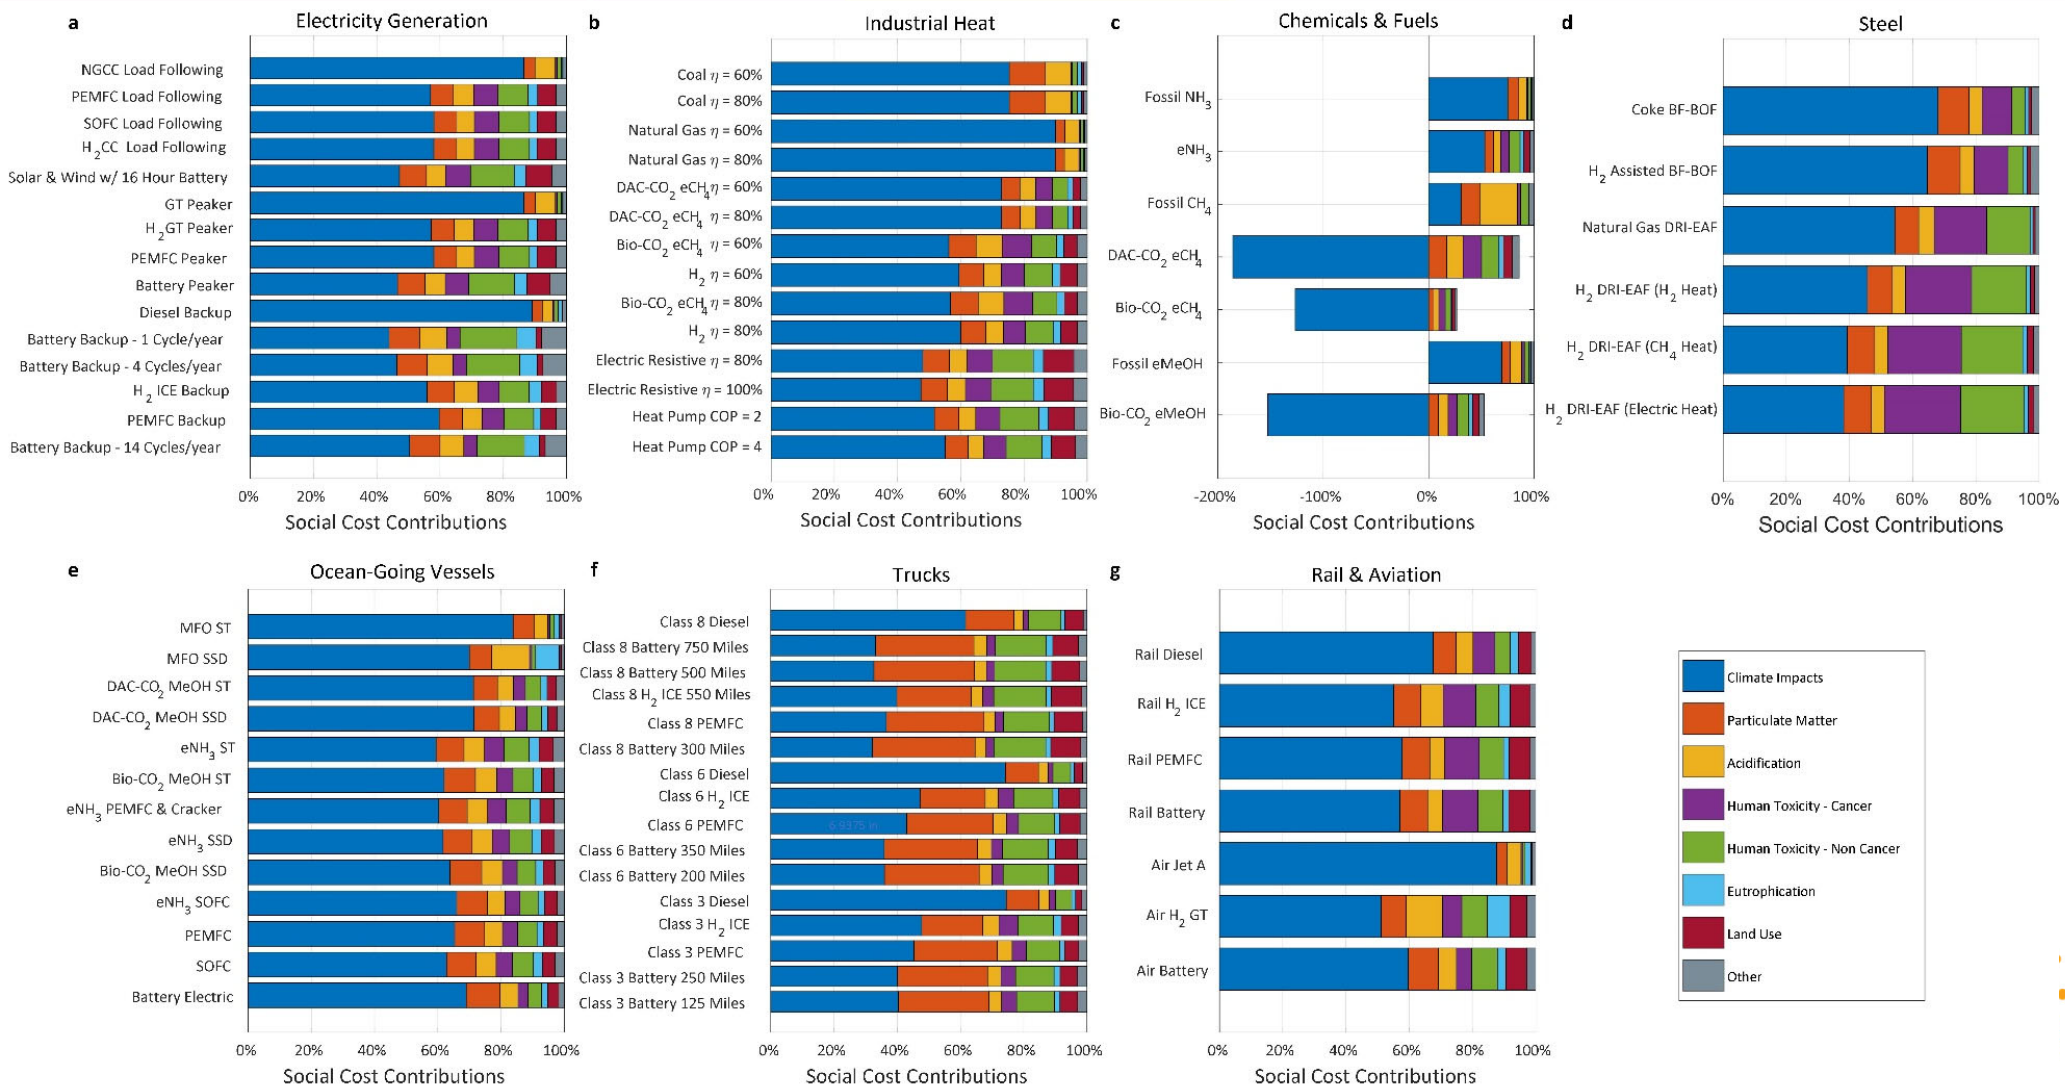 a
Electricity Generation
NGCC Load Following
PEMFC Load Following
SOFC Load Following
H2CC Load Following
Solar & Wind w/ 16 Hour Battery
GT Peaker
H2GT Peaker
PEMFC Peaker
Battery Peaker
Diesel Backup
Battery Backup - 1 Cycle/year
Battery Backup - 4 Cycles/year
H2 ICE Backup
PEMFC Backup
Battery Backup - 14 Cycles/year
0% 20% 40% 60% 80% 100%
Social Cost Contributions
b
Industrial Heat
Coal η = 60%
Coal η = 80%
Natural Gas η = 60%
Natural Gas η = 80%
DAC-CO2 eCH4 η = 60%
DAC-CO2 eCH4 η = 80%
Bio-CO2 eCH4 η = 60%
H2 η = 60%
Bio-CO2 eCH4 η = 80%
H2 η = 80%
Electric Resistive η = 80%
Electric Resistive η = 100%
Heat Pump COP = 2
Heat Pump COP = 4
0% 20% 40% 60% 80% 100%
Social Cost Contributions
c
Chemicals & Fuels
Fossil NH3
eNH3
Fossil CH4
DAC-CO2 eCH4
Bio-CO2 eCH4
Fossil eMeOH
Bio-CO2 eMeOH
-200% -100% 0% 100%
Social Cost Contributions
d
Steel
Coke BF-BOF
H2 Assisted BF-BOF
Natural Gas DRI-EAF
H2 DRI-EAF (H2 Heat)
H2 DRI-EAF (CH4 Heat)
H2 DRI-EAF (Electric Heat)
0% 20% 40% 60% 80% 100%
Social Cost Contributions
e
Ocean-Going Vessels
MFO ST
MFO SSD
DAC-CO2 MeOH ST
DAC-CO2 MeOH SSD
eNH3 ST
Bio-CO2 MeOH ST
eNH3 PEMFC & Cracker
eNH3 SSD
Bio-CO2 MeOH SSD
eNH3 SOFC
PEMFC
SOFC
Battery Electric
0% 20% 40% 60% 80% 100%
Social Cost Contributions
f
Trucks
Class 8 Diesel
Class 8 Battery 750 Miles
Class 8 Battery 500 Miles
Class 8 H2 ICE 550 Miles
Class 8 PEMFC
Class 8 Battery 300 Miles
Class 6 Diesel
Class 6 H2 ICE
Class 6 PEMFC
6.9375 in
Class 6 Battery 350 Miles
Class 6 Battery 200 Miles
Class 3 Diesel
Class 3 H2 ICE
Class 3 PEMFC
Class 3 Battery 250 Miles
Class 3 Battery 125 Miles
0% 20% 40% 60% 80% 100%
Social Cost Contributions
g
Rail & Aviation
Rail Diesel
Rail H2 ICE
Rail PEMFC
Rail Battery
Air Jet A
Air H2 GT
Air Battery
0% 20% 40% 60% 80% 100%
Social Cost Contributions
Climate Impacts
Particulate Matter
Acidification
Human Toxicity - Cancer
Human Toxicity - Non Cancer
Eutrophication
Land Use
Other